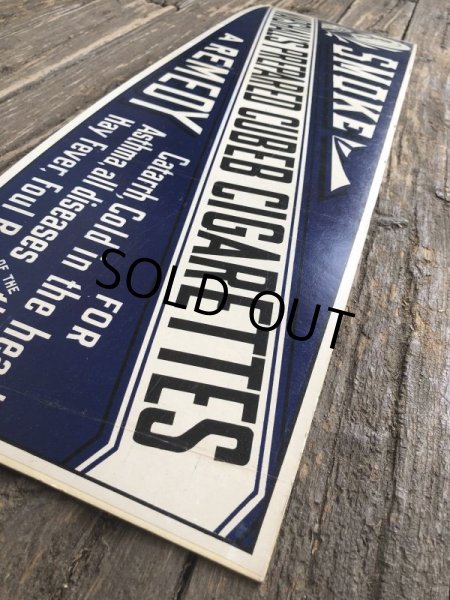 SMOKE
PREPARED CUBEB CIGARETTES
A REMEDY
FOR
Catarrh, Cold in the head
Asthma, all diseases
OF THE
Hay fever, Foul
SOLD OUT